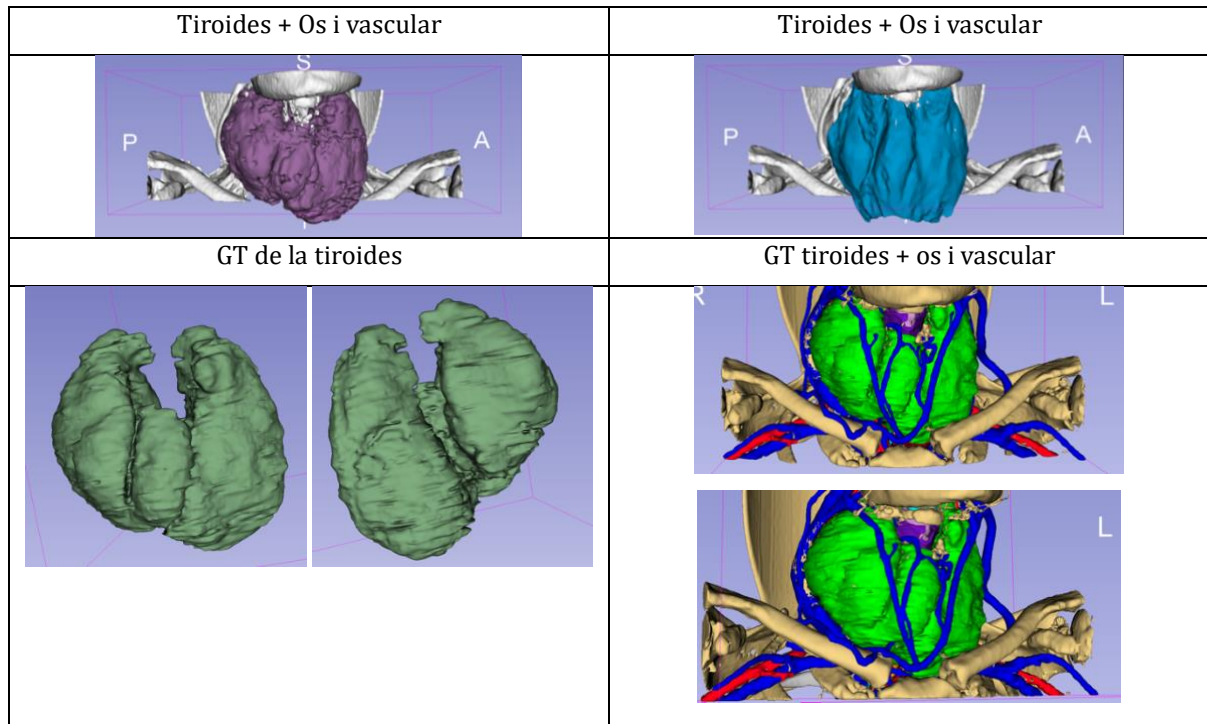 Tiroides + Os i vascular
Tiroides + Os i vascular
S
P
A
S
P
A
GT de la tiroides
GT tiroides + os i vascular
R
L
L